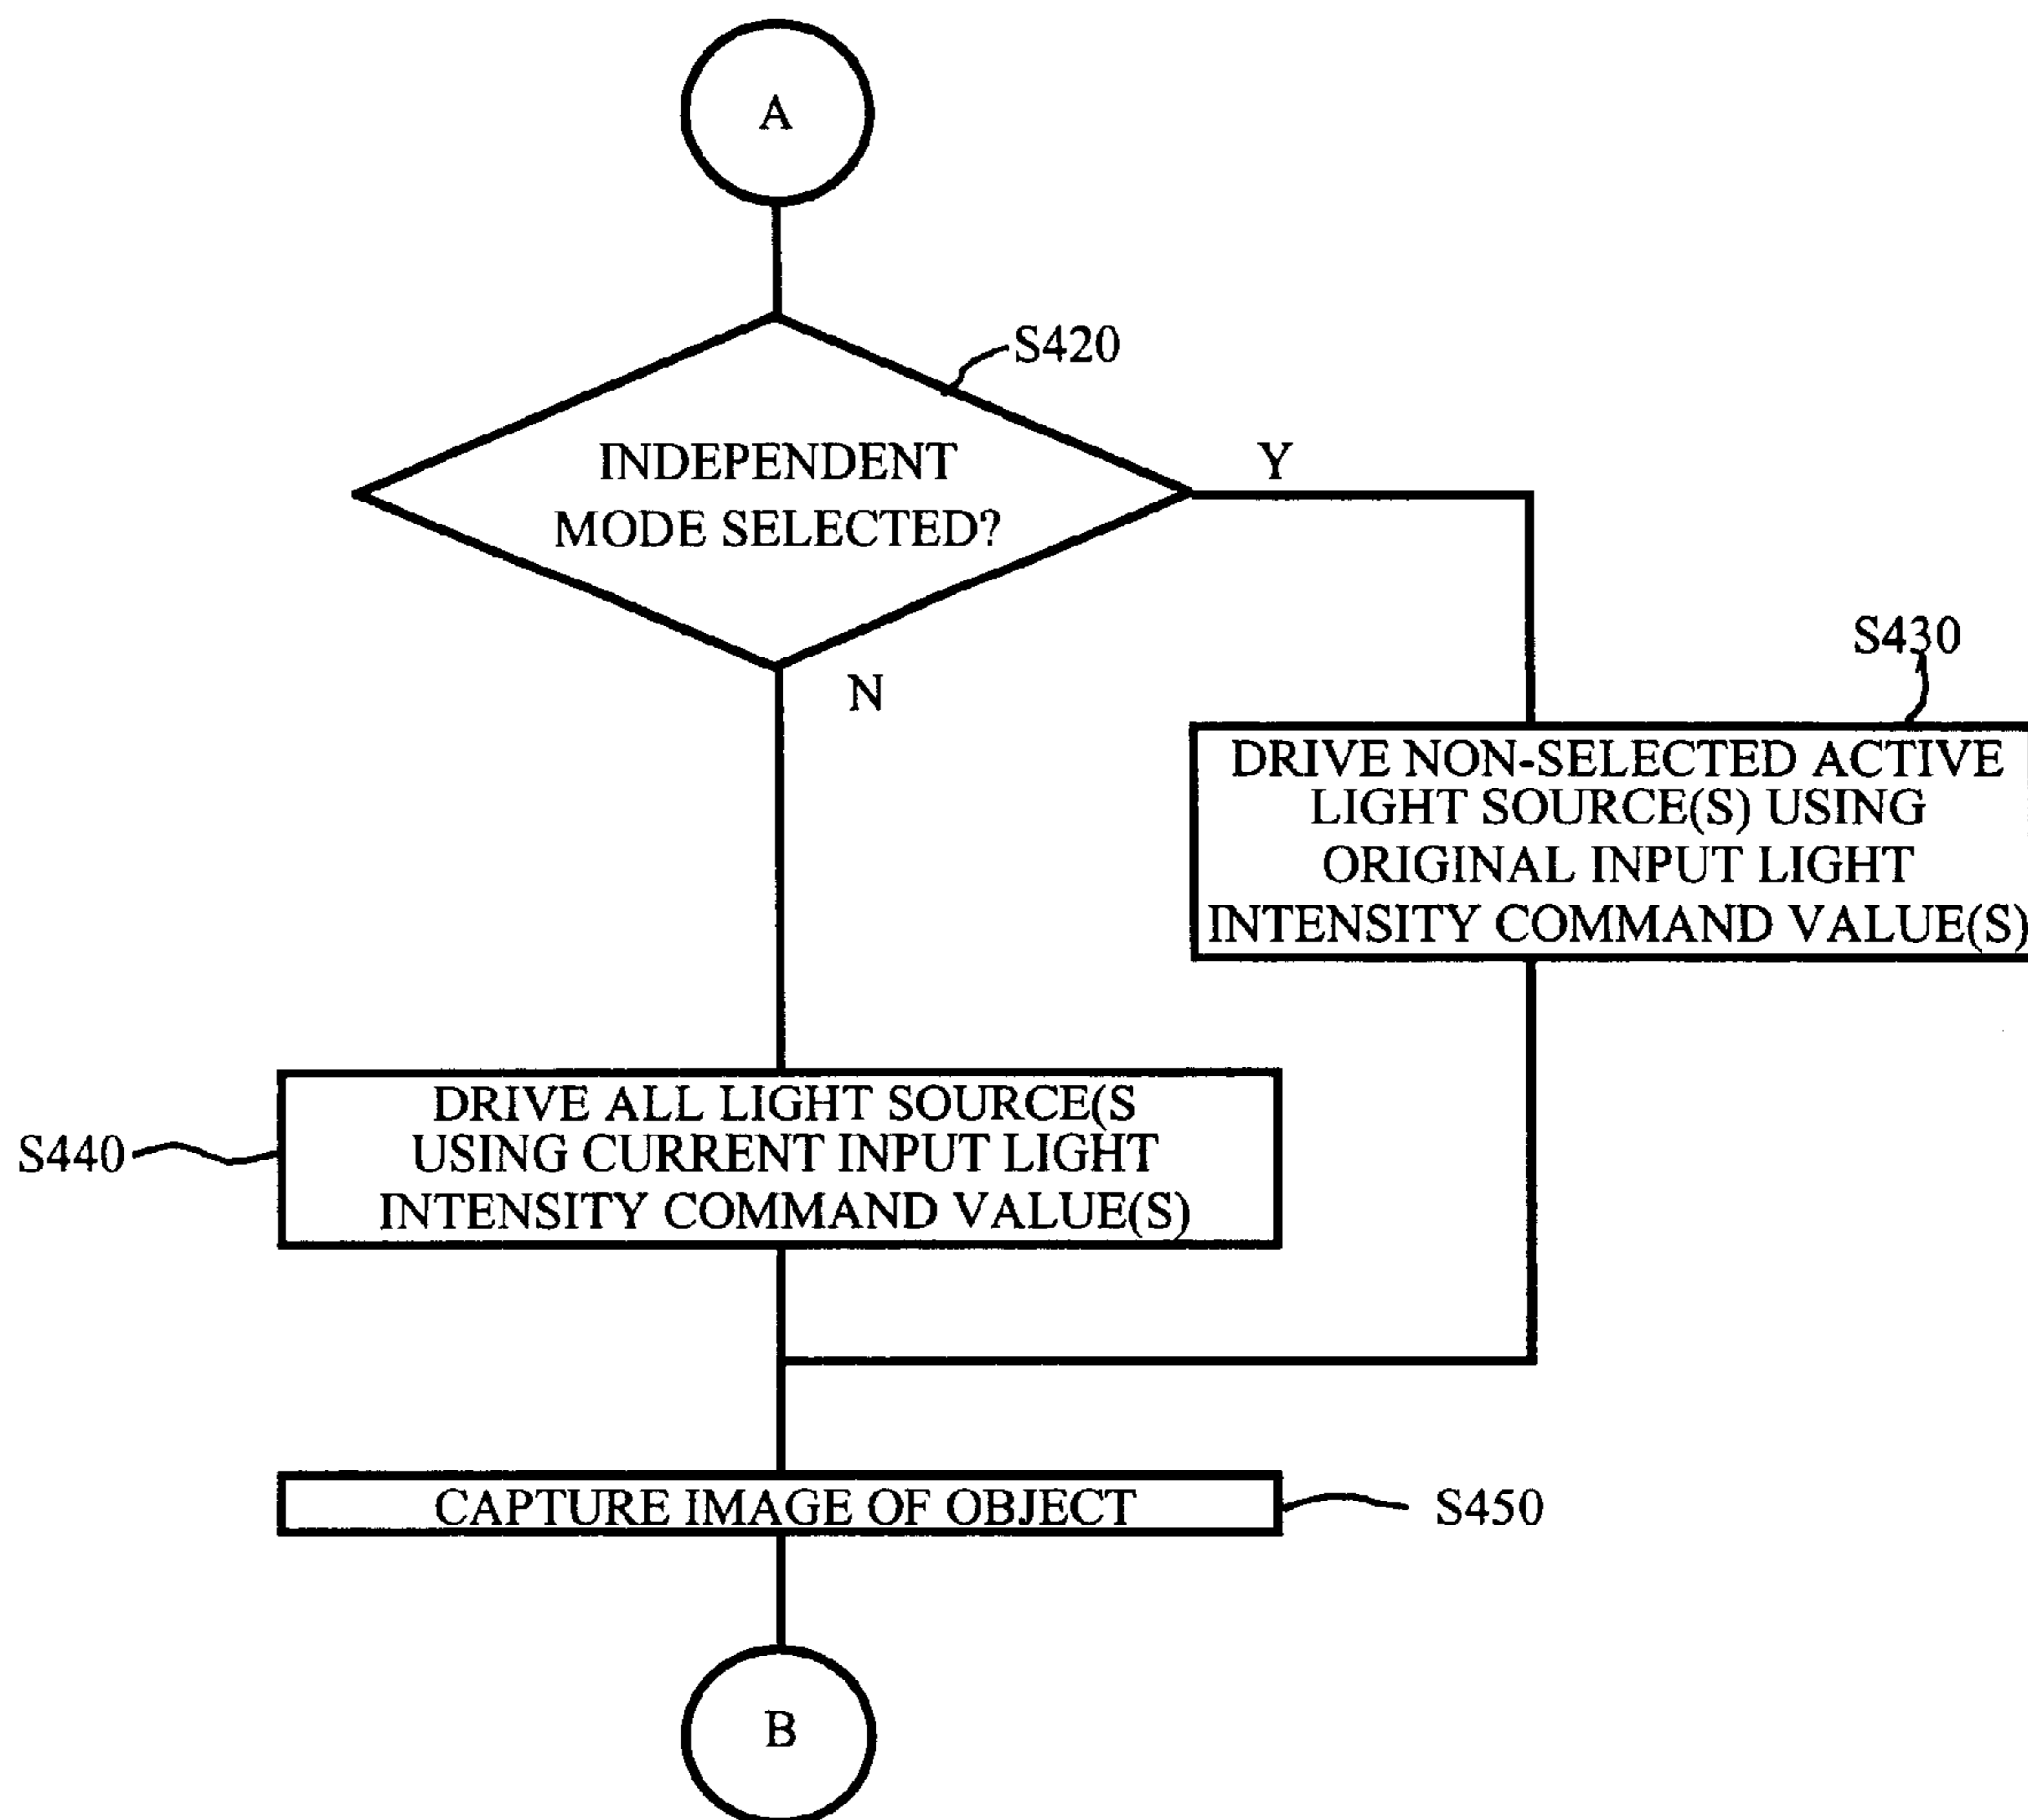 A
S420
INDEPENDENT
MODE SELECTED?
Y
N
S430
DRIVE NON-SELECTED ACTIVE
LIGHT SOURCE(S) USING
ORIGINAL INPUT LIGHT
INTENSITY COMMAND VALUE(S)
S440
DRIVE ALL LIGHT SOURCE(S
USING CURRENT INPUT LIGHT
INTENSITY COMMAND VALUE(S)
CAPTURE IMAGE OF OBJECT
S450
B